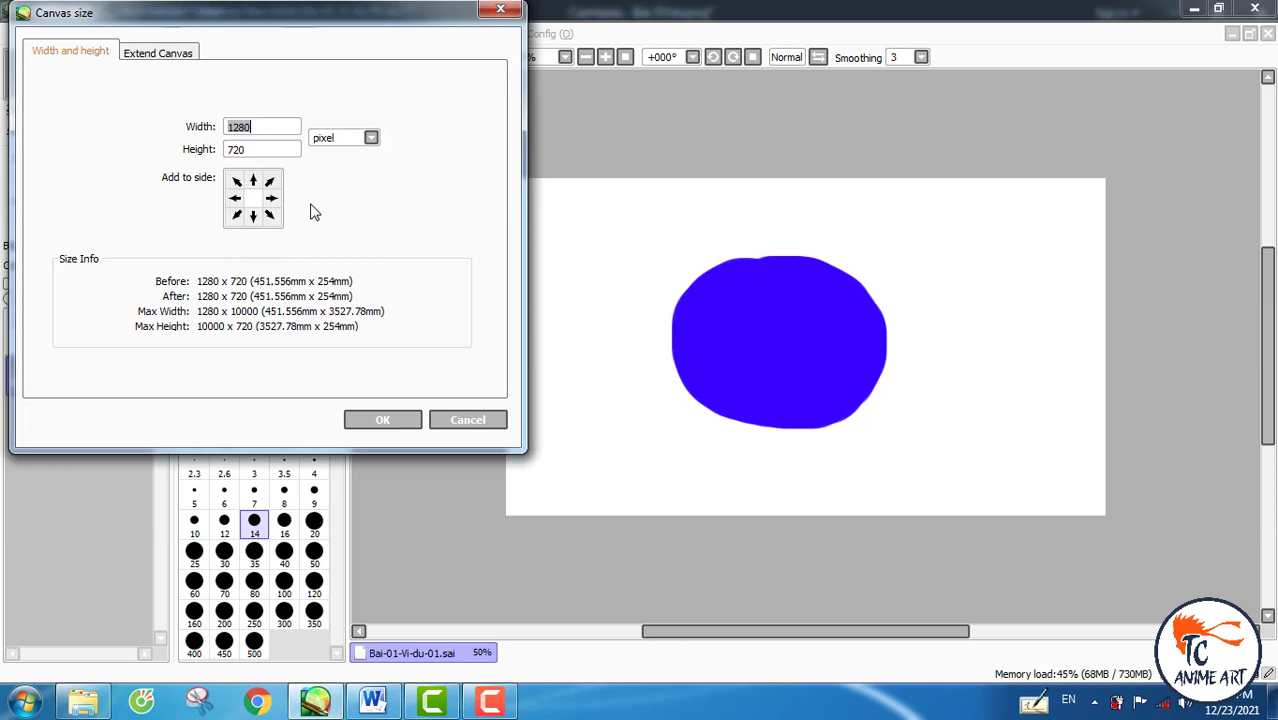 Canvas size
Config (O)
Width and height
Extend Canvas
%
+000°
Normal
Smoothing
3
Width:
1280
pixel
Height:
720
Add to side:
Size Info
Before:
1280 x 720 (451.556mm x 254mm)
After:
1280 x 720 (451.556mm x 254mm)
Max Width:
1280 x 10000 (451.556mm x 3527.78mm)
Max Height:
10000 x 720 (3527.78mm x 254mm)
OK
Cancel
2.3 2.6 3 3.5 4
5 6 7 8 9
10 12 14 16 20
25 30 35 40 50
60 70 80 100 120
160 200 250 300 350
400 450 500
Bai-01-Vi-du-01.sai
50%
Memory load: 45% (68MB / 730MB)
TC
ANIME ART
EN
12/23/2021